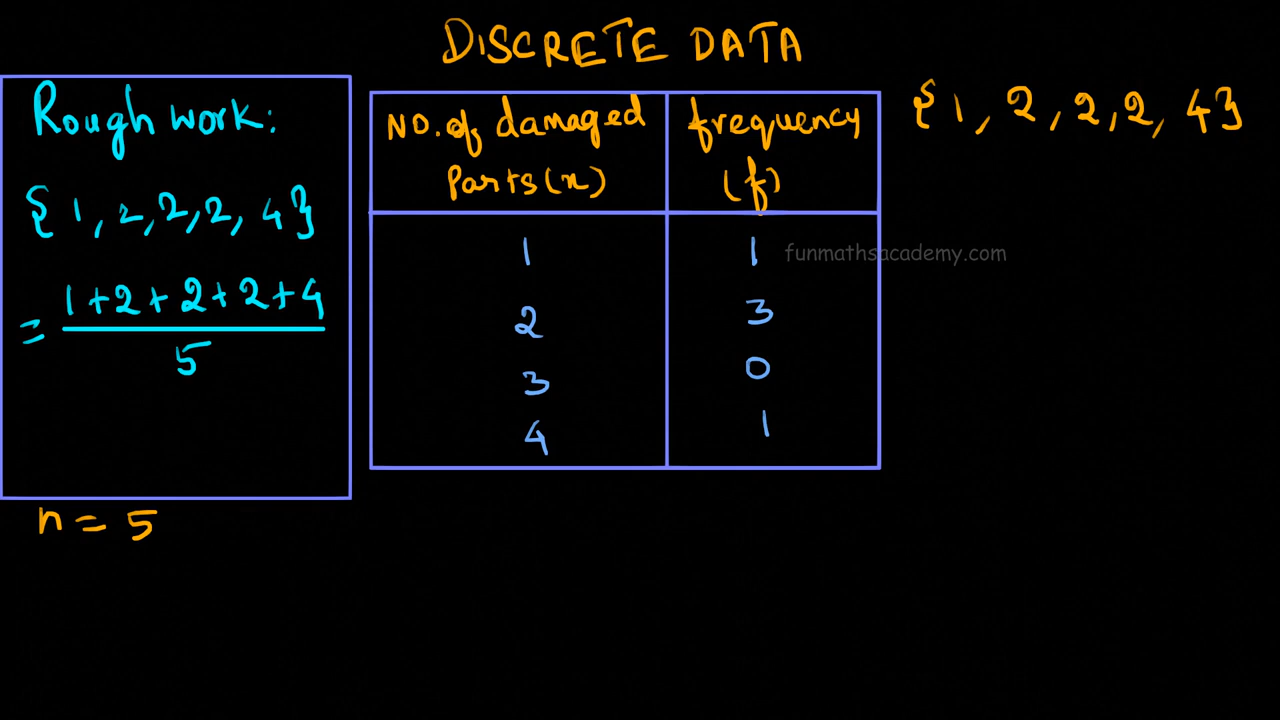 DISCRETE DATA
Rough work:
{1, 2, 2, 2, 4}
= 1+2+2+2+4
5
n = 5
NO. of damaged frequency
Parts (x) (f)
1 1
2 3
3 0
4 1
funmathsacademy.com
{1, 2, 2, 2, 4}